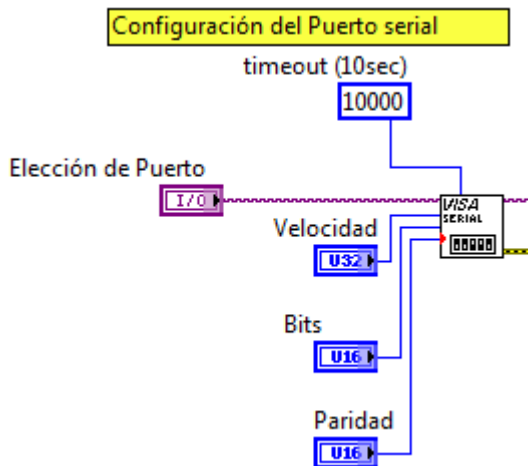 Configuración del Puerto serial
timeout (10sec)
10000
Elección de Puerto
I/O
VISA
SERIAL
Velocidad
U32
Bits
U16
Paridad
U16